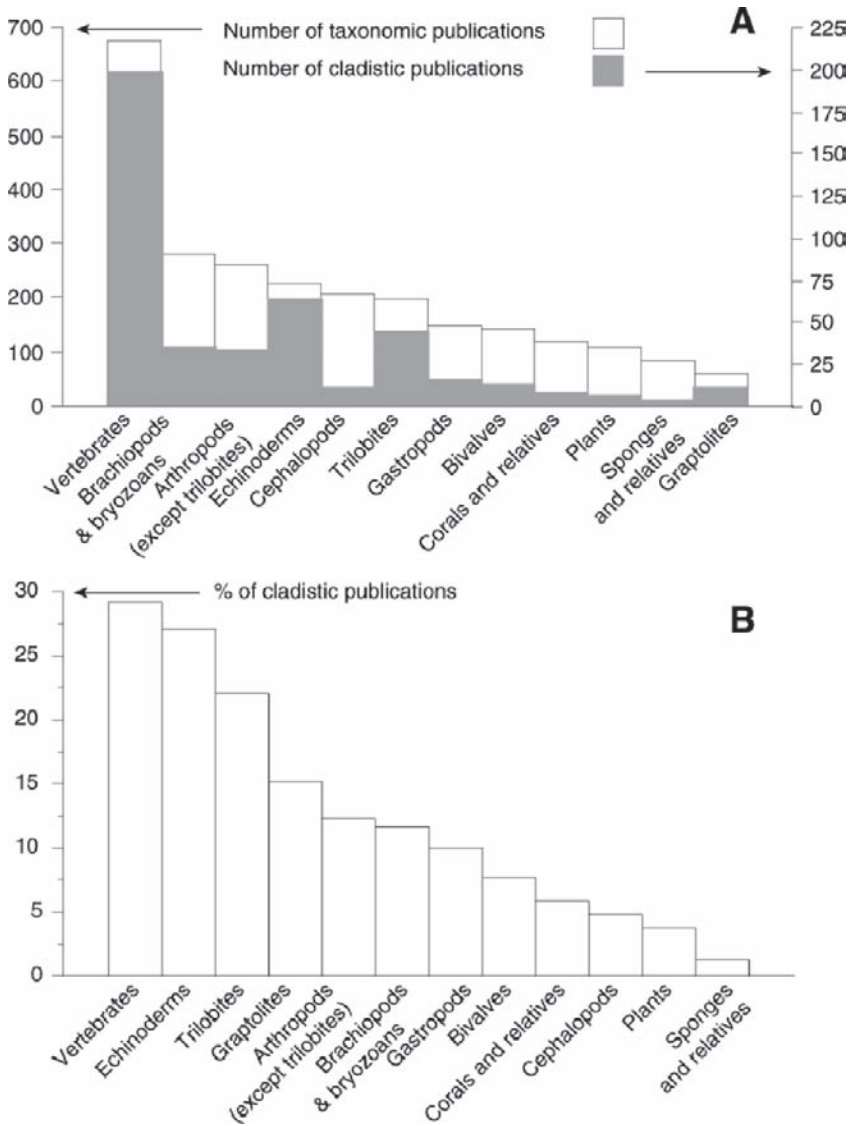 Number of taxonomic publications
Number of cladistic publications
A
700
600
500
400
300
200
100
0
225
200
175
150
125
100
75
50
25
0
Vertebrates
Brachiopods
& bryozoans
Arthropods
(except trilobites)
Echinoderms
Cephalopods
Trilobites
Gastropods
Bivalves
Corals and relatives
Plants
Sponges
and relatives
Graptolites
% of cladistic publications
B
30
25
20
15
10
5
0
Vertebrates
Echinoderms
Trilobites
Graptolites
Arthropods
(except trilobites)
Brachiopods
& bryozoans
Gastropods
Bivalves
Corals and relatives
Cephalopods
Plants
Sponges
and relatives